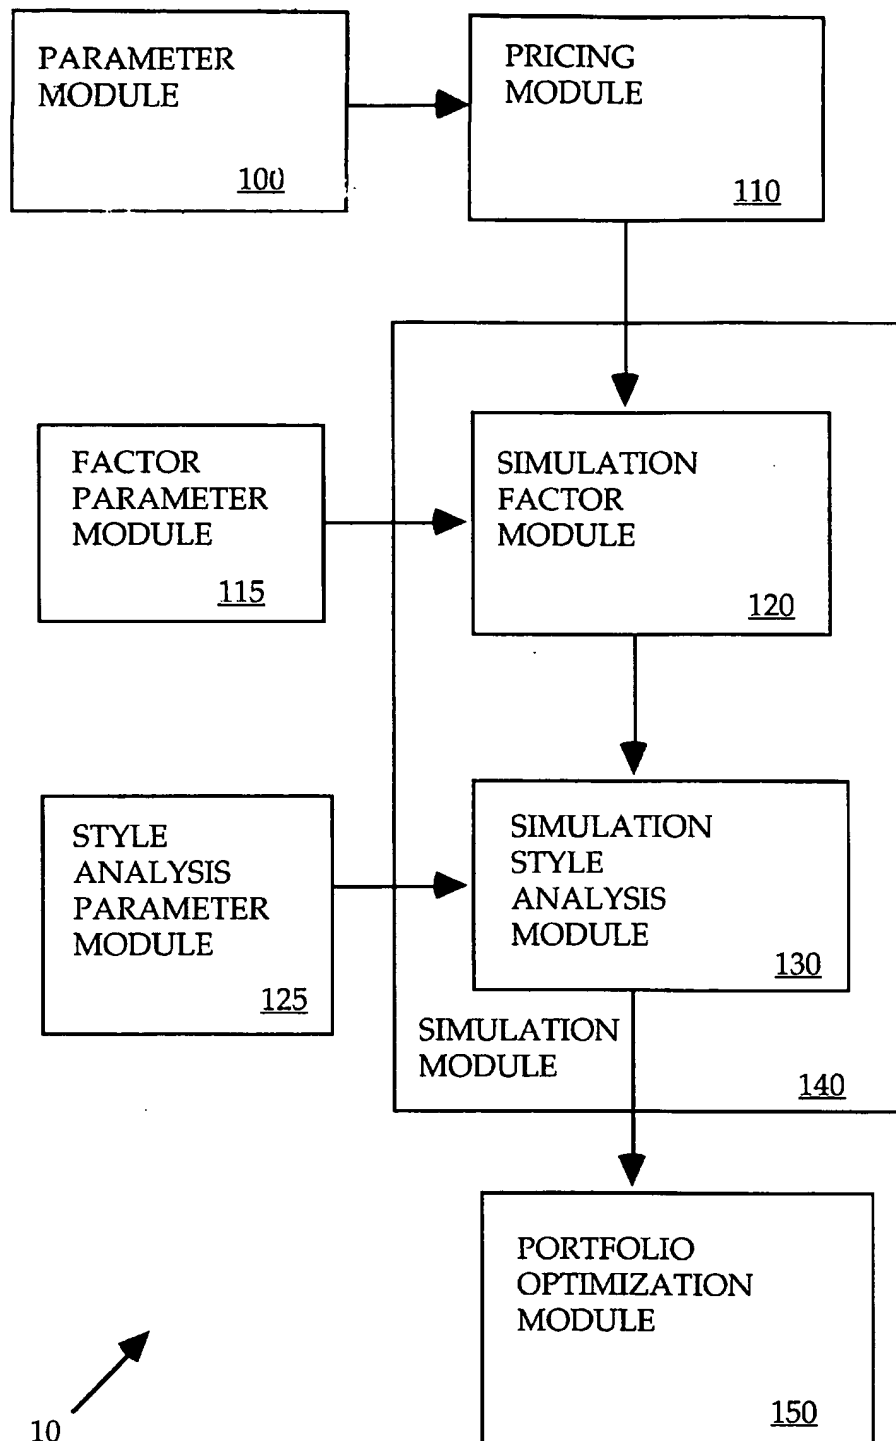 PARAMETER
MODULE
100
PRICING
MODULE
110
FACTOR
PARAMETER
MODULE
115
SIMULATION
FACTOR
MODULE
120
STYLE
ANALYSIS
PARAMETER
MODULE
125
SIMULATION
STYLE
ANALYSIS
MODULE
130
SIMULATION
MODULE
140
PORTFOLIO
OPTIMIZATION
MODULE
150
10